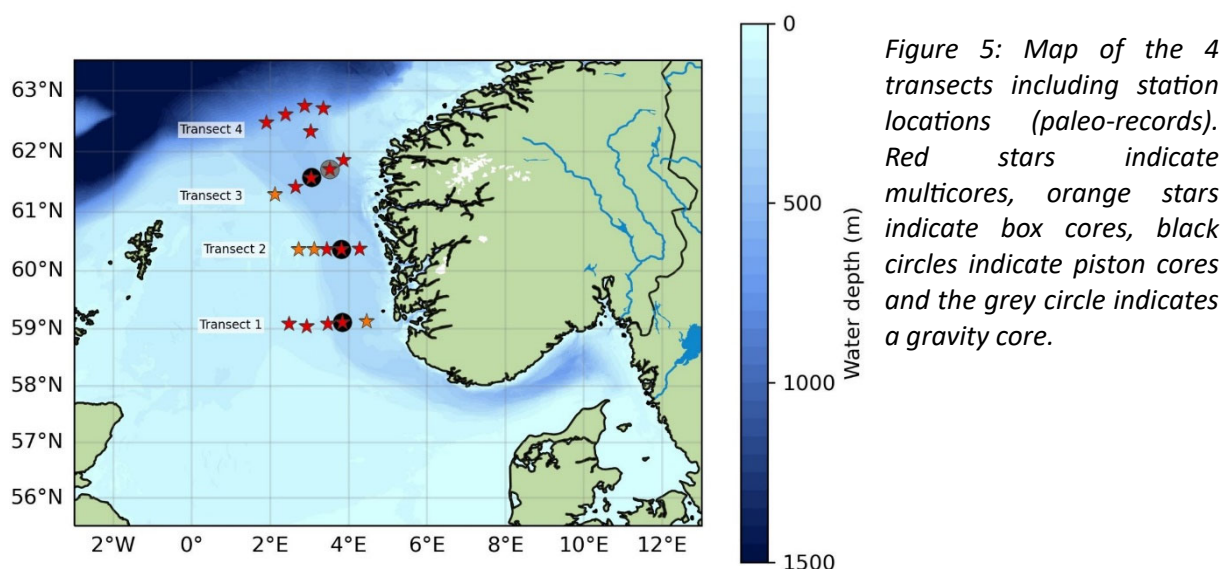 63°N
62°N
61°N
60°N
59°N
58°N
57°N
56°N
2°W 0° 2°E 4°E 6°E 8°E 10°E 12°E
Transect 4
Transect 3
Transect 2
Transect 1
0
500
1000
1500
Water depth (m)
Figure 5: Map of the 4
transects including station
locations (paleo-records).
Red stars indicate
multicores, orange stars
indicate box cores, black
circles indicate piston cores
and the grey circle indicates
a gravity core.